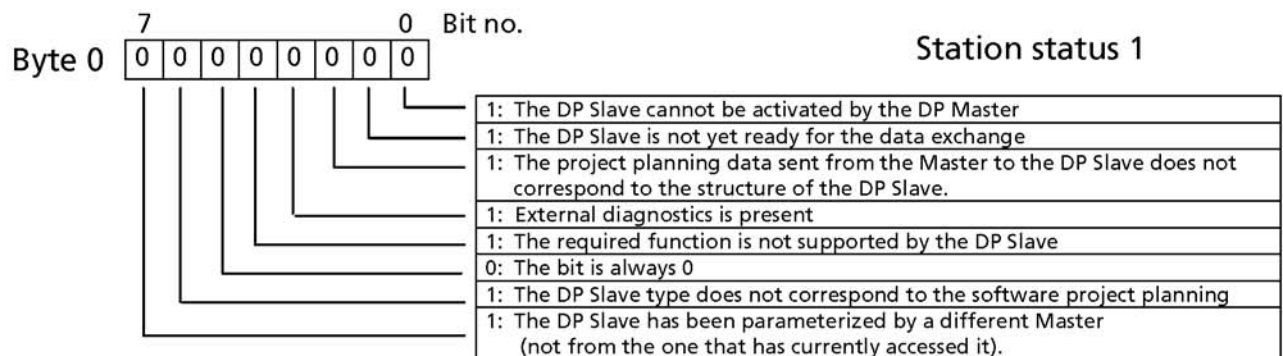 7 0 Bit no.
Byte 0 0 0 0 0 0 0 0 0
Station status 1
1: The DP Slave cannot be activated by the DP Master
1: The DP Slave is not yet ready for the data exchange
1: The project planning data sent from the Master to the DP Slave does not
correspond to the structure of the DP Slave.
1: External diagnostics is present
1: The required function is not supported by the DP Slave
0: The bit is always 0
1: The DP Slave type does not correspond to the software project planning
1: The DP Slave has been parameterized by a different Master
(not from the one that has currently accessed it).